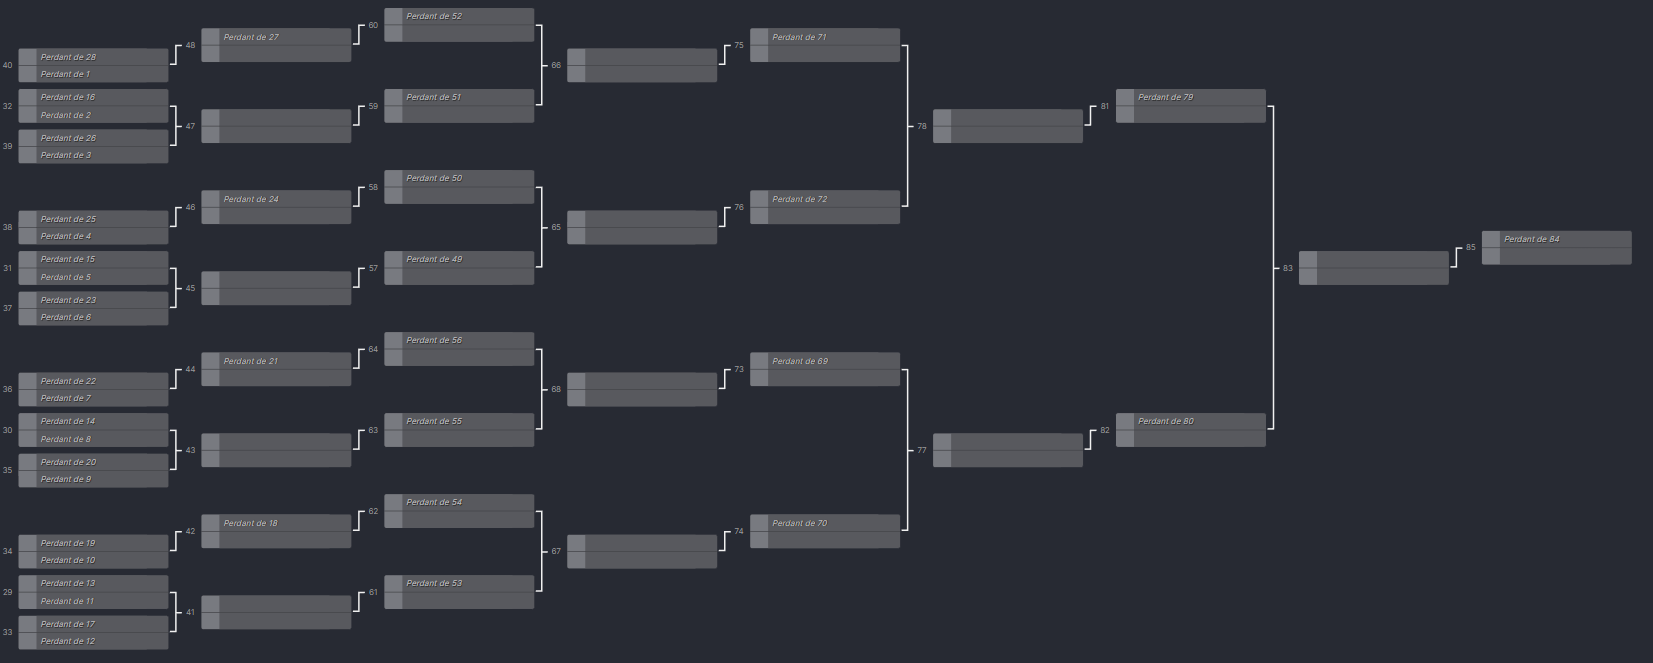 40
Perdant de 28
Perdant de 1
32
Perdant de 16
Perdant de 2
39
Perdant de 26
Perdant de 3
38
Perdant de 25
Perdant de 4
31
Perdant de 15
Perdant de 5
37
Perdant de 23
Perdant de 6
36
Perdant de 22
Perdant de 7
30
Perdant de 14
Perdant de 8
35
Perdant de 20
Perdant de 9
34
Perdant de 19
Perdant de 10
29
Perdant de 13
Perdant de 11
33
Perdant de 17
Perdant de 12
48
Perdant de 27
47
46
Perdant de 24
45
44
Perdant de 21
43
42
Perdant de 18
41
60
Perdant de 52
59
Perdant de 51
58
Perdant de 50
57
Perdant de 49
64
Perdant de 56
63
Perdant de 55
62
Perdant de 54
61
Perdant de 53
66
65
68
67
75
Perdant de 71
76
Perdant de 72
73
Perdant de 69
74
Perdant de 70
78
77
81
Perdant de 79
82
Perdant de 80
83
85
Perdant de 84